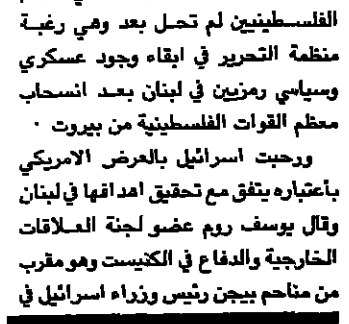 الفلسطينيين لم تحل بعد وهي رغبة
منظمة التحرير في ابقاء وجود عسكري
وسياسي رمزيين في لبنان بعد انسحاب
معظم القوات الفلسطينية من بيروت ٠
ورحبت اسرائيل بالعرض الامريكي
بأعتباره يتفق مع تحقيق اهدافها في لبنان
وقال يوسف روم عضو لجنة العلاقات
الخارجية والدفاع في الكنيست وهو مقرب
من مناحم بيجن رئيس وزراء اسرائيل في